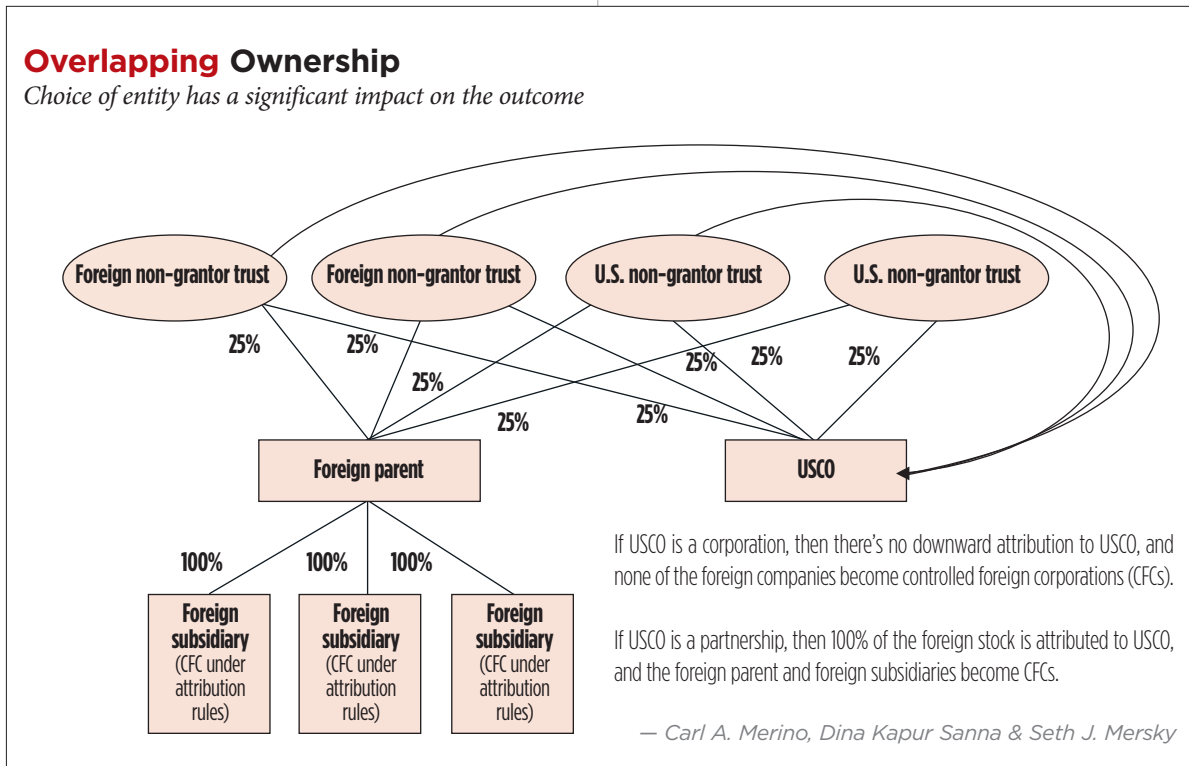 Overlapping Ownership
Choice of entity has a significant impact on the outcome
Foreign non-grantor trust
Foreign non-grantor trust
U.S. non-grantor trust
U.S. non-grantor trust
25%
25%
25%
25%
25%
25%
25%
25%
Foreign parent
USCO
100%
100%
100%
Foreign
subsidiary
(CFC under
attribution
rules)
Foreign
subsidiary
(CFC under
attribution
rules)
Foreign
subsidiary
(CFC under
attribution
rules)
If USCO is a corporation, then there's no downward attribution to USCO, and
none of the foreign companies become controlled foreign corporations (CFCs).
If USCO is a partnership, then 100% of the foreign stock is attributed to USCO,
and the foreign parent and foreign subsidiaries become CFCs.
— Carl A. Merino, Dina Kapur Sanna & Seth J. Mersky